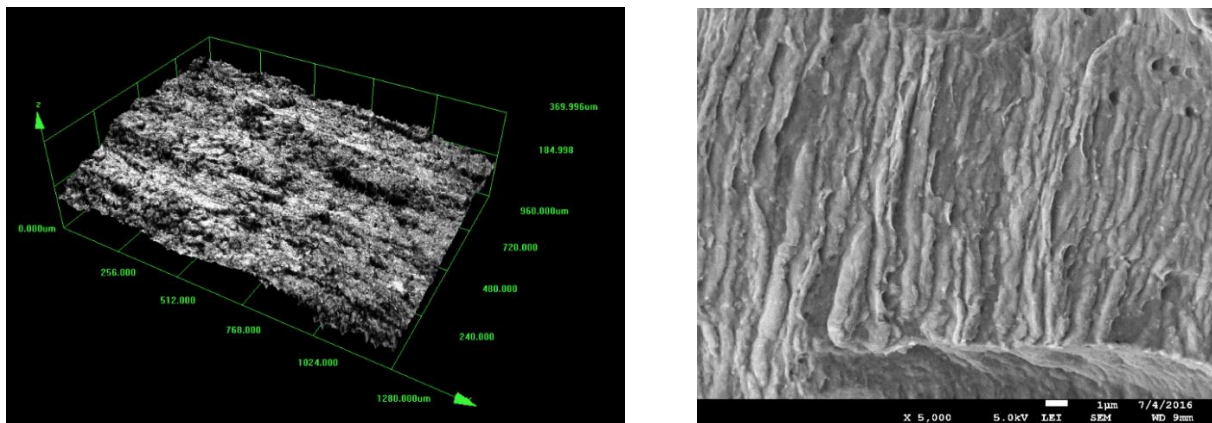 z
369.996um
184.998
0.000um
960.000um
256.000
720.000
512.000
480.000
768.000
240.000
1024.000
1280.000um
1µm 7/4/2016
X 5,000 5.0kV LEI SEM WD 9mm